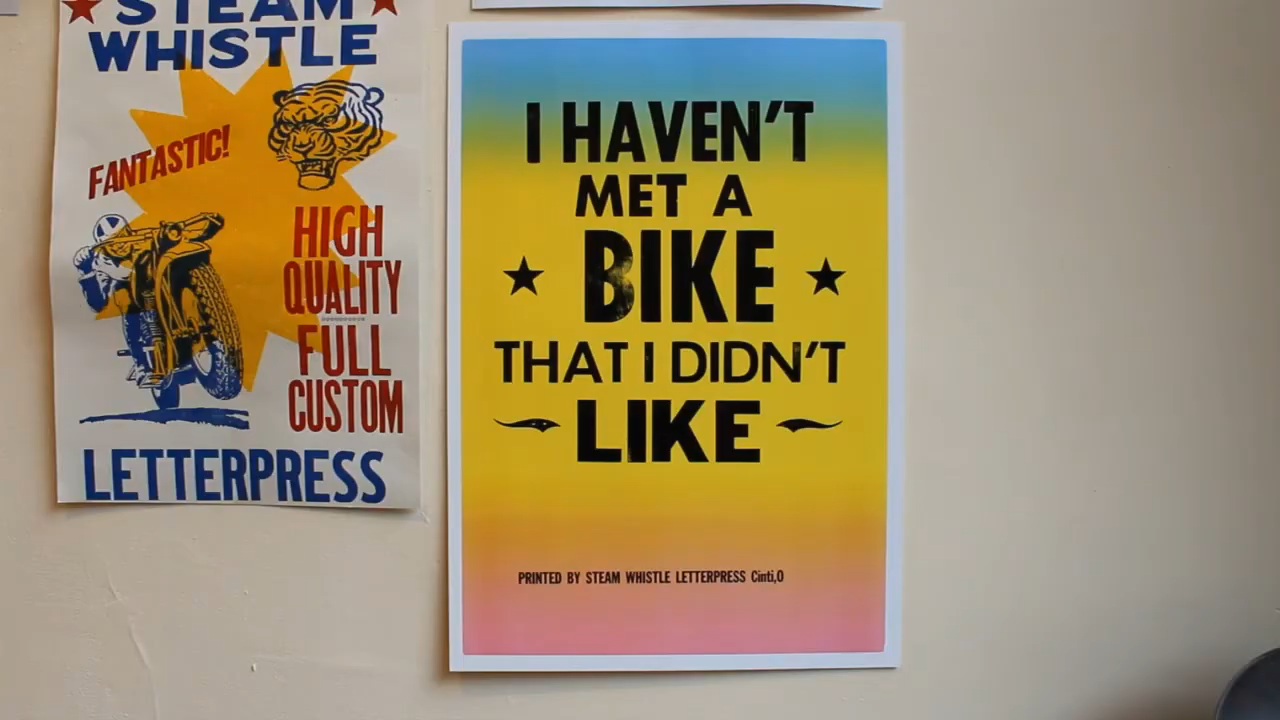 STEAM
WHISTLE
FANTASTIC!
HIGH
QUALITY
FULL
CUSTOM
LETTERPRESS
I HAVEN'T
MET A
BIKE
THAT I DIDN'T
LIKE
PRINTED BY STEAM WHISTLE LETTERPRESS Cinti,O